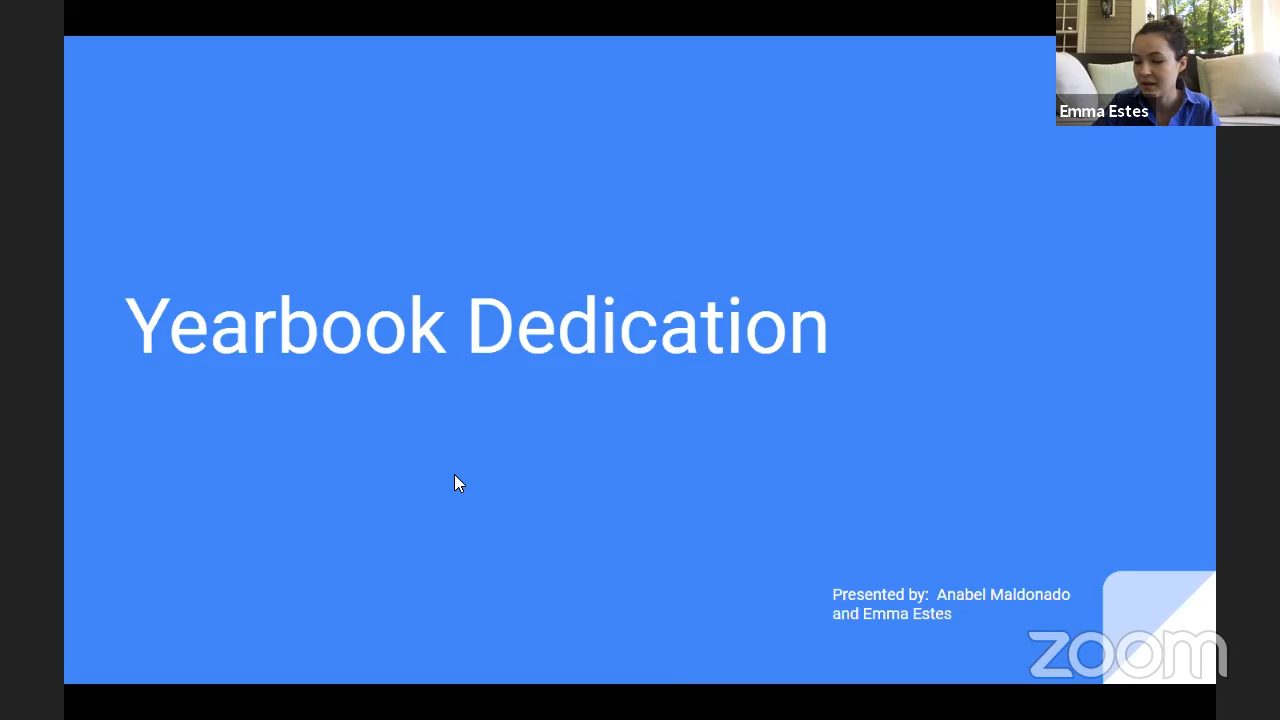 Emma Estes
Yearbook Dedication
Presented by: Anabel Maldonado
and Emma Estes
zoom